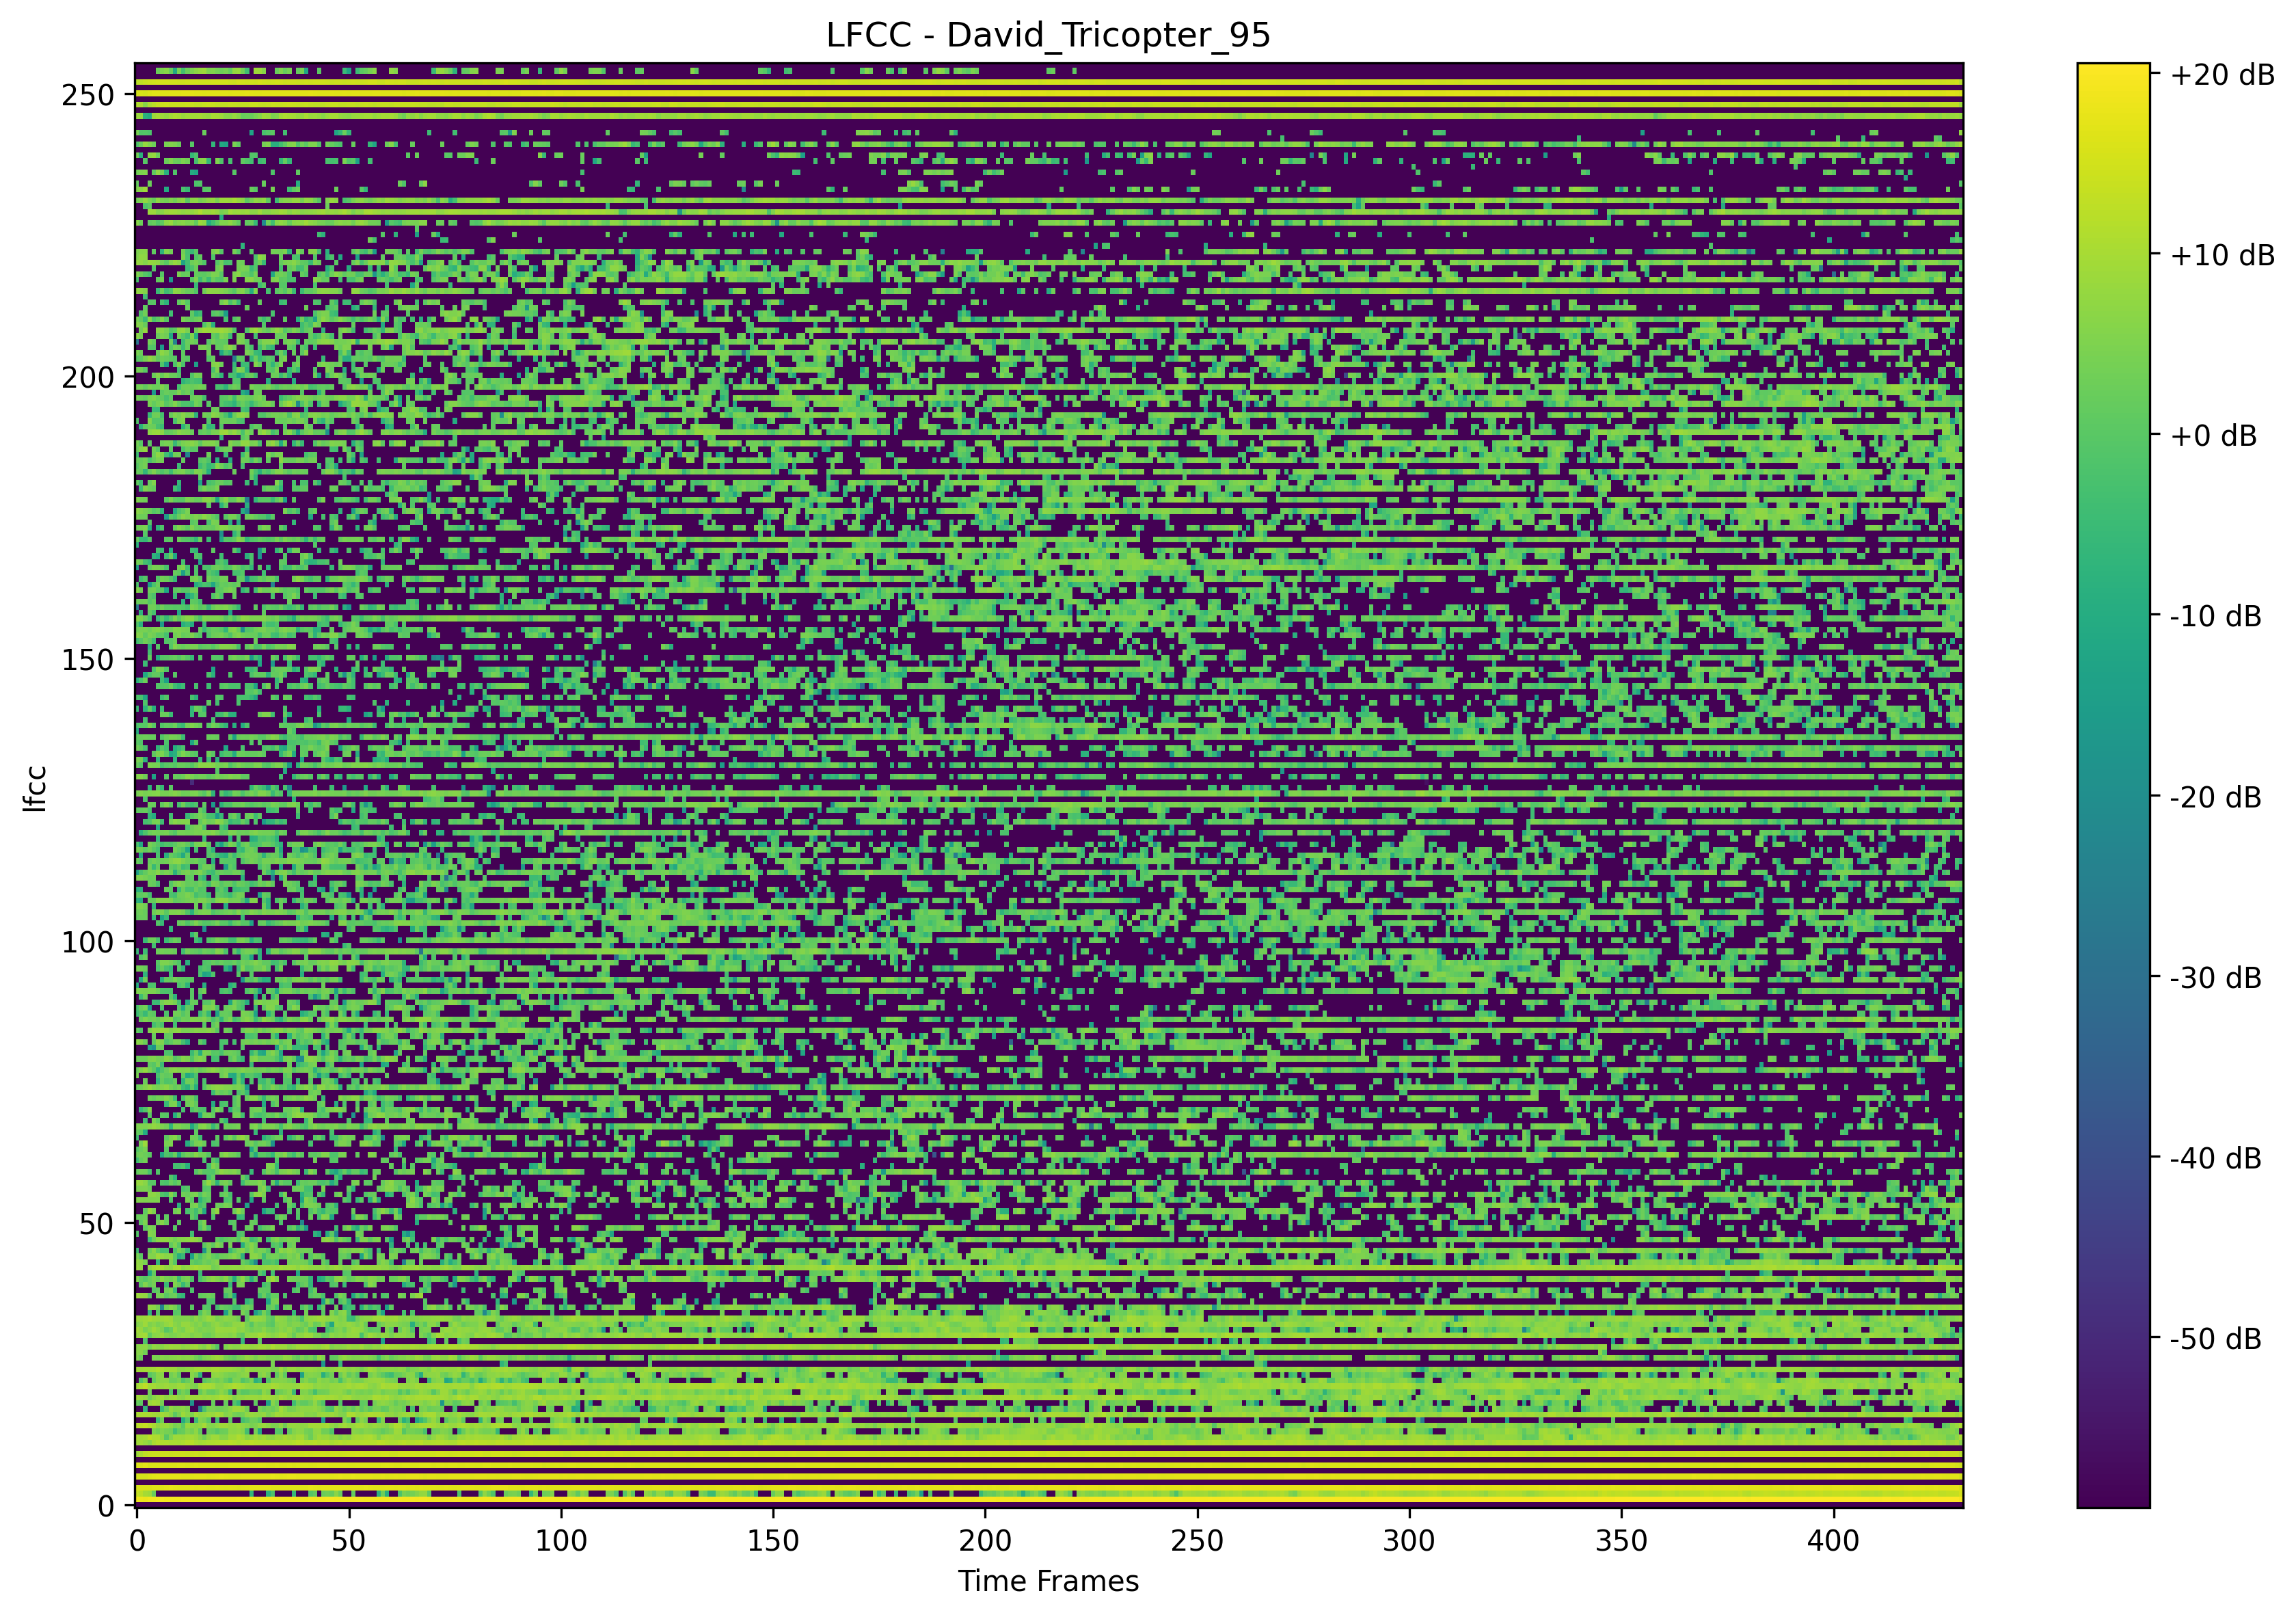 LFCC - David_Tricopter_95
250
200
150
100
50
0
lfcc
0
50
100
150
200
250
300
350
400
Time Frames
+20 dB
+10 dB
+0 dB
-10 dB
-20 dB
-30 dB
-40 dB
-50 dB